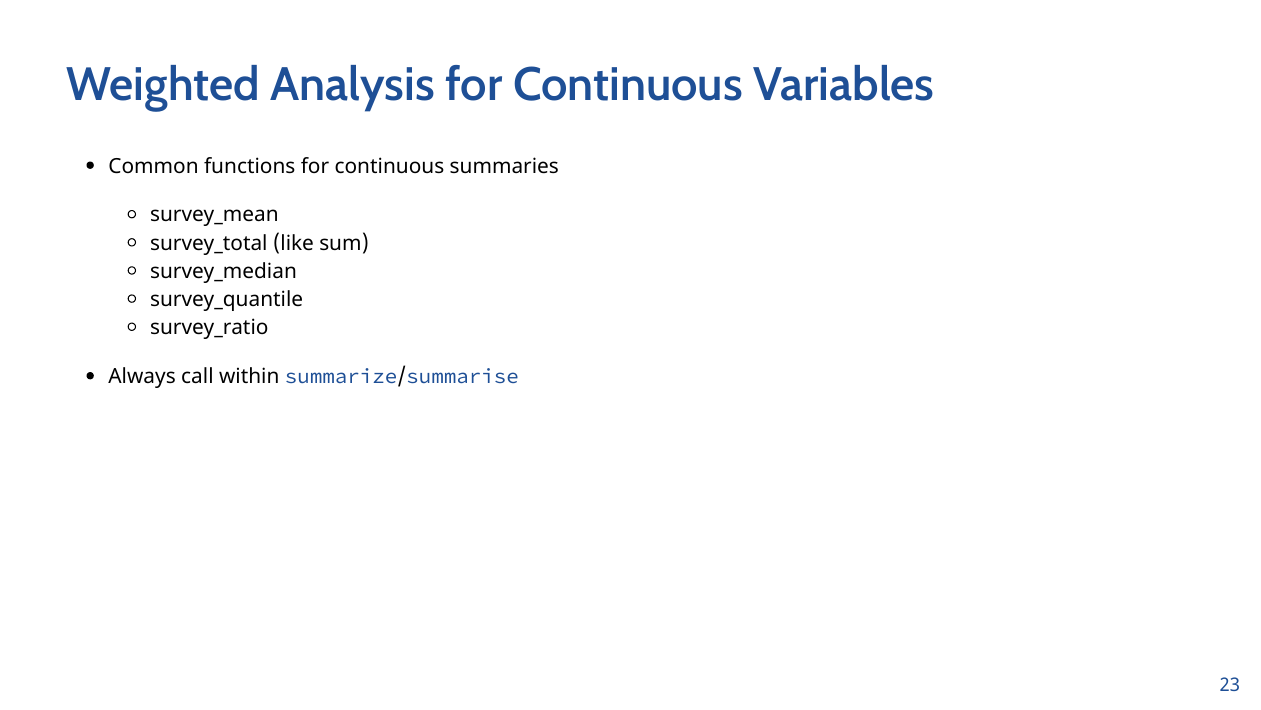 Weighted Analysis for Continuous Variables
• Common functions for continuous summaries
◦ survey_mean
◦ survey_total (like sum)
◦ survey_median
◦ survey_quantile
◦ survey_ratio
• Always call within summarize/summarise
23